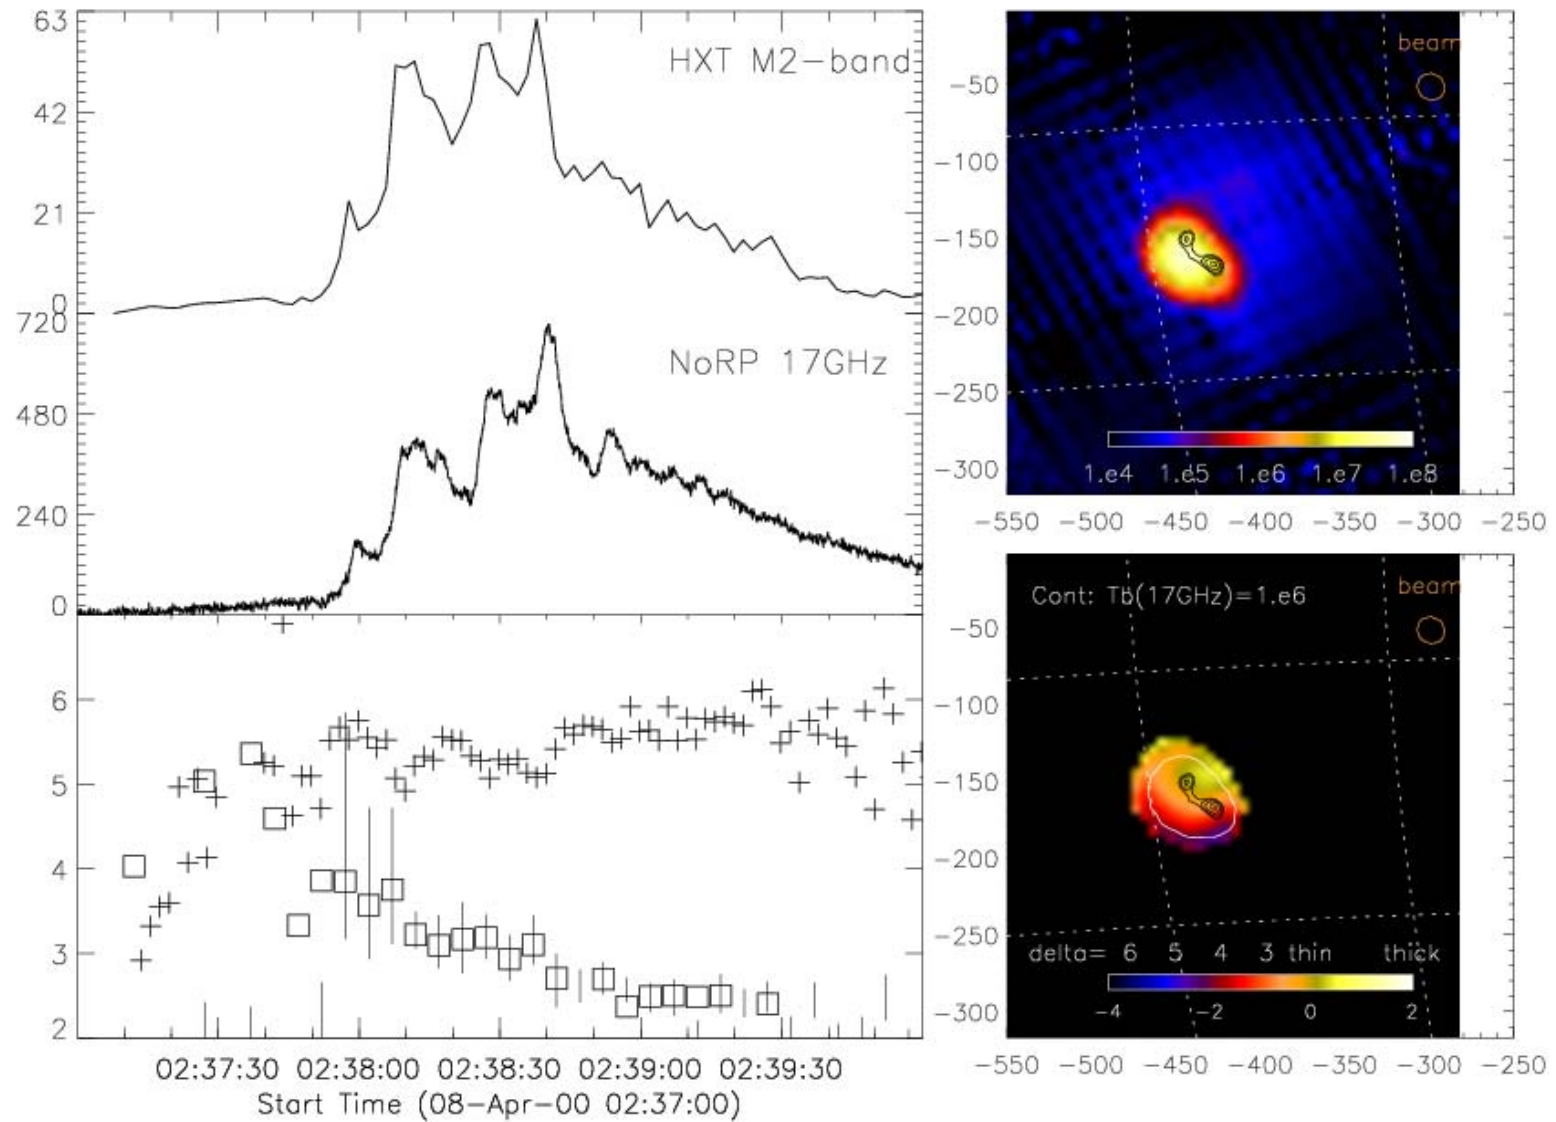 63
HXT M2-band
42
21
0
720
NoRP 17GHz
480
240
0
6
5
4
3
2
02:37:30 02:38:00 02:38:30 02:39:00 02:39:30
Start Time (08-Apr-00 02:37:00)
beam
-50
-100
-150
-200
-250
-300
1.e4 1.e5 1.e6 1.e7 1.e8
-550 -500 -450 -400 -350 -300 -250
Cont: Tb(17GHz)=1.e6
beam
-50
-100
-150
-200
-250
-300
delta= 6 5 4 3 thin thick
-4 -2 0 2
-550 -500 -450 -400 -350 -300 -250